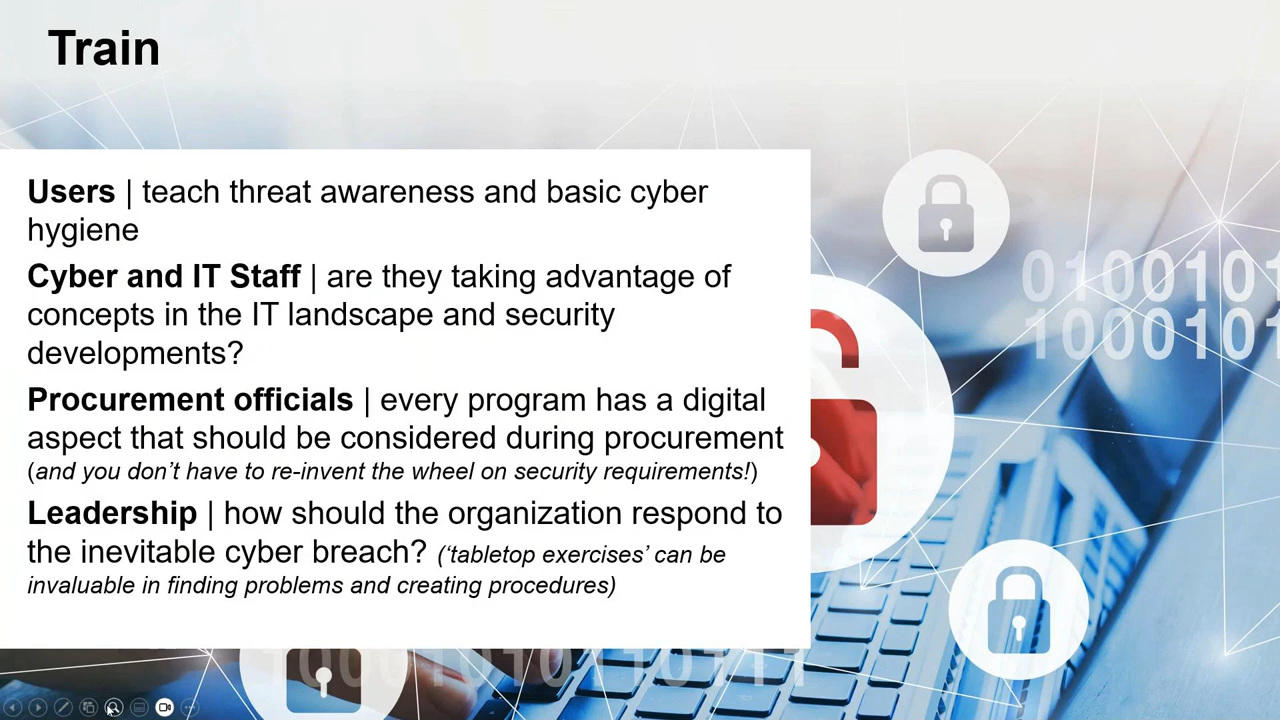 Train
Users | teach threat awareness and basic cyber
hygiene
Cyber and IT Staff | are they taking advantage of
concepts in the IT landscape and security
developments?
Procurement officials | every program has a digital
aspect that should be considered during procurement
(and you don’t have to re-invent the wheel on security requirements!)
Leadership | how should the organization respond to
the inevitable cyber breach? (‘tabletop exercises’ can be
invaluable in finding problems and creating procedures)
0100101
1000101
1000101011011